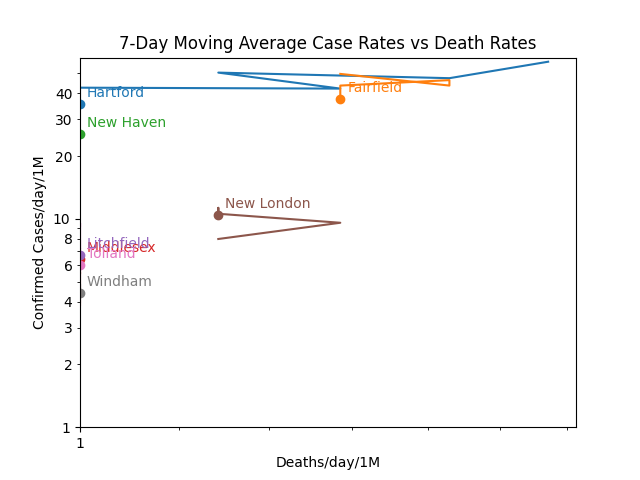 7-Day Moving Average Case Rates vs Death Rates
40
30
20
10
8
6
4
3
2
1
1
Confirmed Cases/day/1M
Deaths/day/1M
Hartford
Fairfield
New Haven
New London
Litchfield
Middlesex
Tolland
Windham